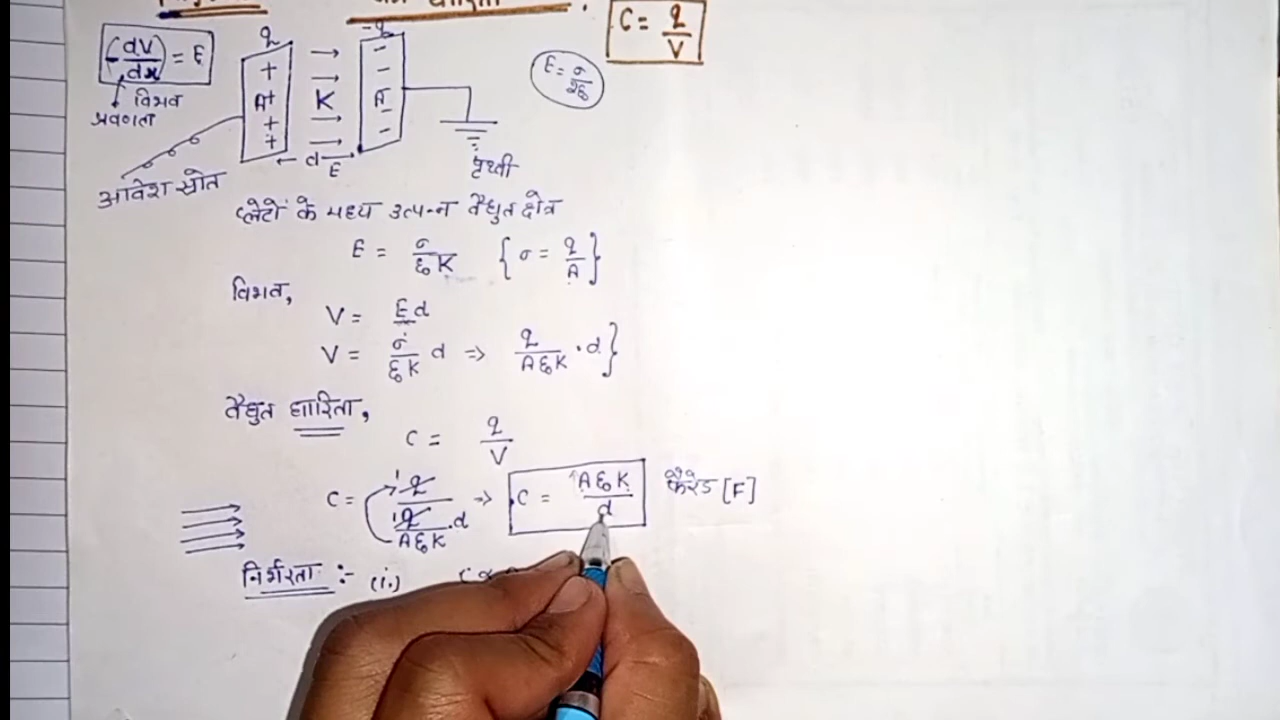 C = q/V
(-dV/dx) = E
विभव
प्रवणता
q
-q
A
K
A
d
E
E = σ/2ε₀
आवेश स्रोत
पृथ्वी
प्लेटों के मध्य उत्पन्न वैद्युत क्षेत्र
E = σ/ε₀K { σ = q/A }
विभव,
V = Ed
V = σ/ε₀K d => q/Aε₀K · d }
वैद्युत धारिता,
C = q/V
C = q/(q/Aε₀K · d) => C = Aε₀K/d फैरड [F]
निर्भरता :- (i.)